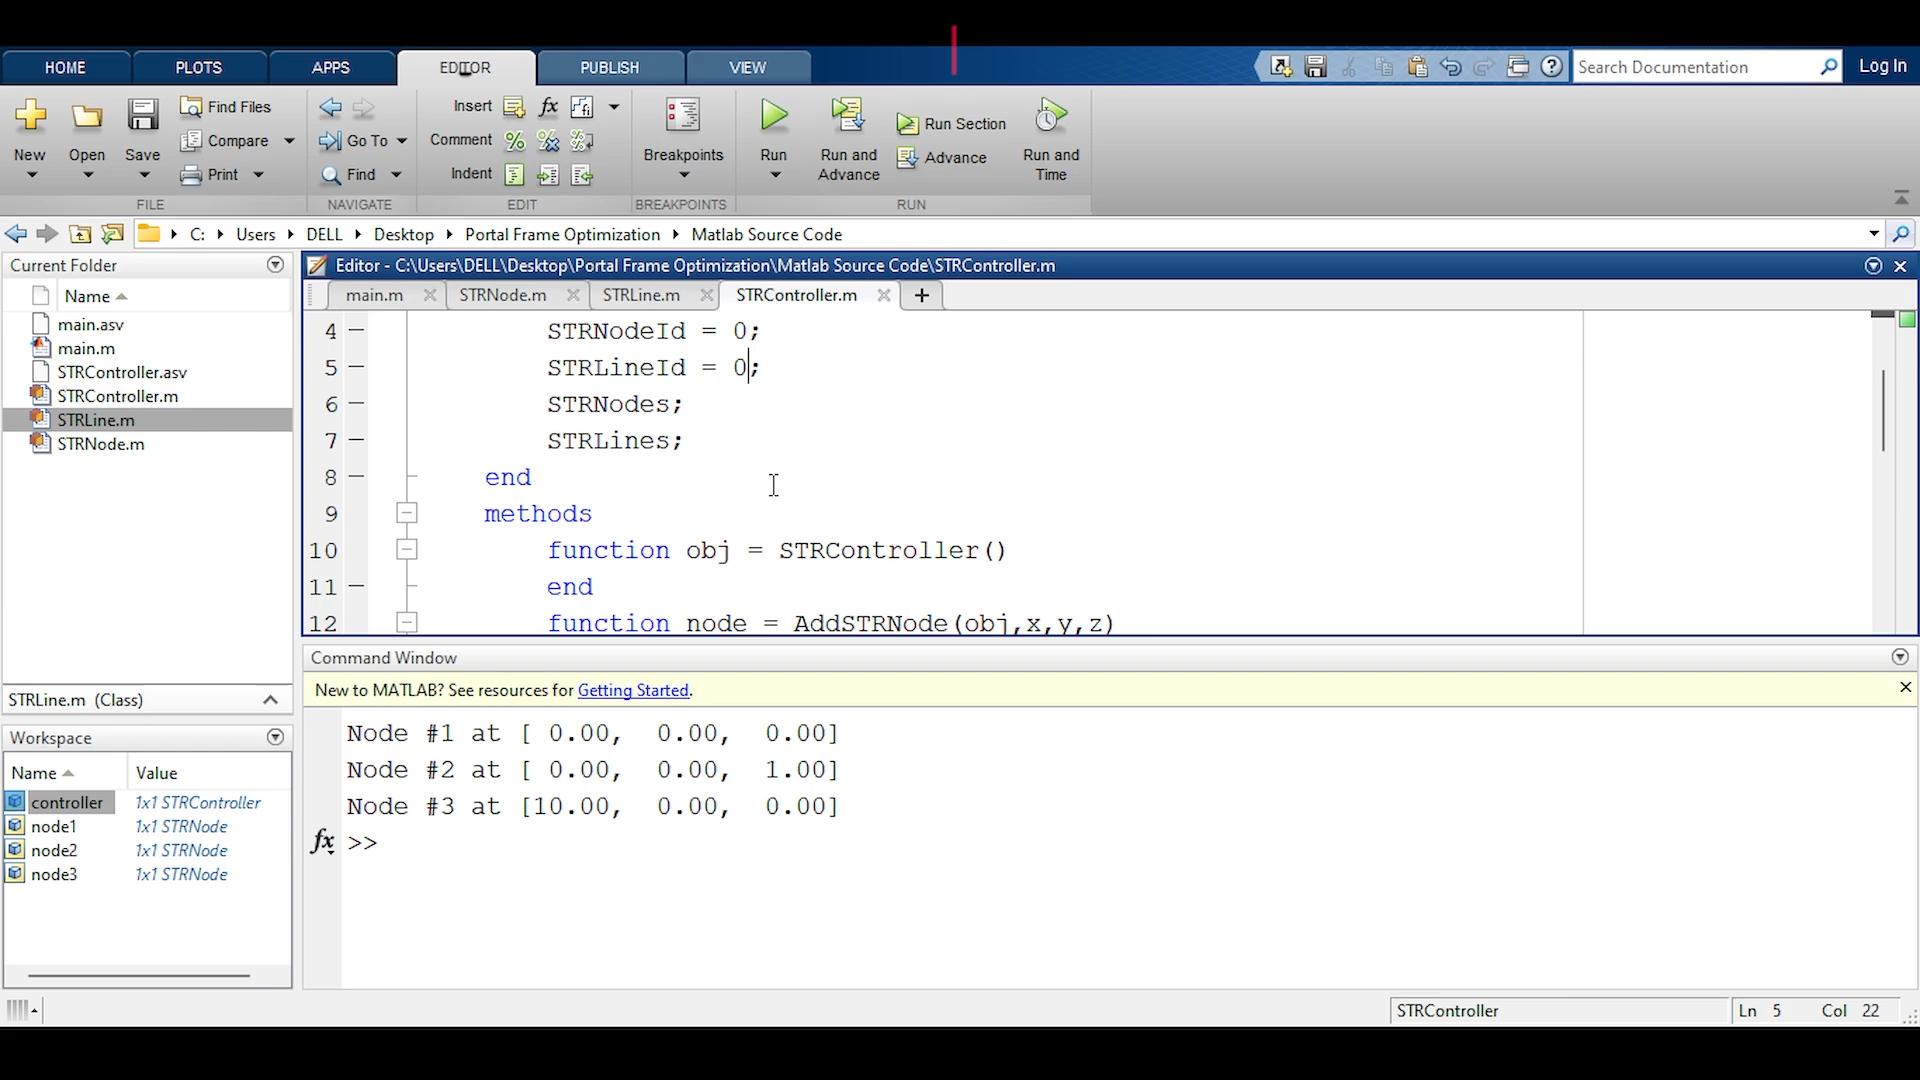 HOME PLOTS APPS EDITOR PUBLISH VIEW Search Documentation Log In
New Open Save Find Files Compare Print Go To Find Insert fx Comment Indent Breakpoints Run Run and Advance Run Section Advance Run and Time
FILE NAVIGATE EDIT BREAKPOINTS RUN
C: Users DELL Desktop Portal Frame Optimization Matlab Source Code
Current Folder
Name
main.asv
main.m
STRController.asv
STRController.m
STRLine.m
STRNode.m
STRLine.m (Class)
Workspace
Name Value
controller 1x1 STRController
node1 1x1 STRNode
node2 1x1 STRNode
node3 1x1 STRNode
Editor - C:\Users\DELL\Desktop\Portal Frame Optimization\Matlab Source Code\STRController.m
main.m STRNode.m STRLine.m STRController.m
4 STRNodeId = 0;
5 STRLineId = 0;
6 STRNodes;
7 STRLines;
8 end
9 methods
10 function obj = STRController()
11 end
12 function node = AddSTRNode(obj,x,y,z)
Command Window
New to MATLAB? See resources for Getting Started.
Node #1 at [ 0.00, 0.00, 0.00]
Node #2 at [ 0.00, 0.00, 1.00]
Node #3 at [10.00, 0.00, 0.00]
fx >>
STRController Ln 5 Col 22